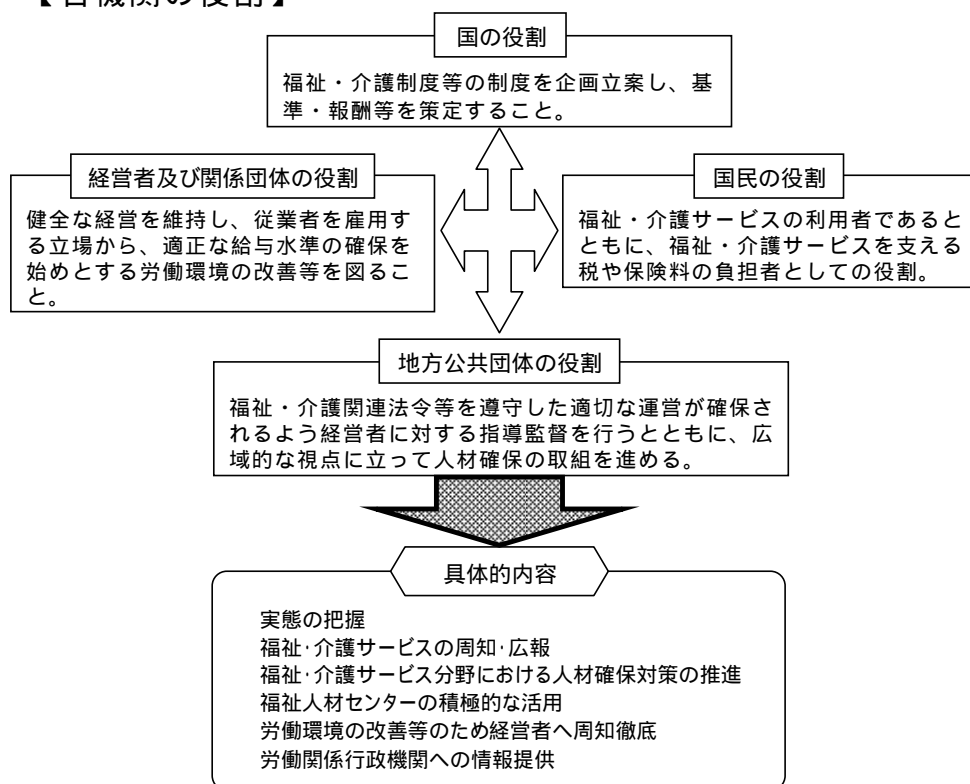 【各機関の役割】
国の役割
福祉・介護制度等の制度を企画立案し、基
準・報酬等を策定すること。
経営者及び関係団体の役割
健全な経営を維持し、従業者を雇用す
る立場から、適正な給与水準の確保を
始めとする労働環境の改善等を図るこ
と。
国民の役割
福祉・介護サービスの利用者であると
ともに、福祉・介護サービスを支える
税や保険料の負担者としての役割。
地方公共団体の役割
福祉・介護関連法令等を遵守した適切な運営が確保さ
れるよう経営者に対する指導監督を行うとともに、広
域的な視点に立って人材確保の取組を進める。
具体的内容
実態の把握
福祉・介護サービスの周知・広報
福祉・介護サービス分野における人材確保対策の推進
福祉人材センターの積極的な活用
労働環境の改善等のため経営者へ周知徹底
労働関係行政機関への情報提供